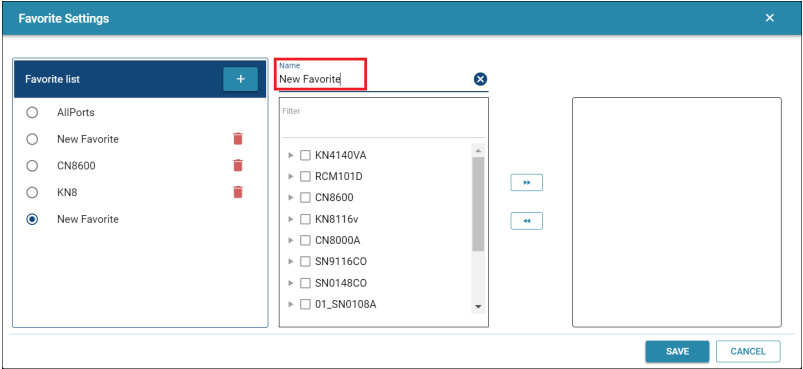 Favorite Settings
Favorite list
+
AllPorts
New Favorite
CN8600
KN8
New Favorite
Name
New Favorite
Filter
KN4140VA
RCM101D
CN8600
KN8116v
CN8000A
SN9116CO
SN0148CO
01_SN0108A
SAVE
CANCEL